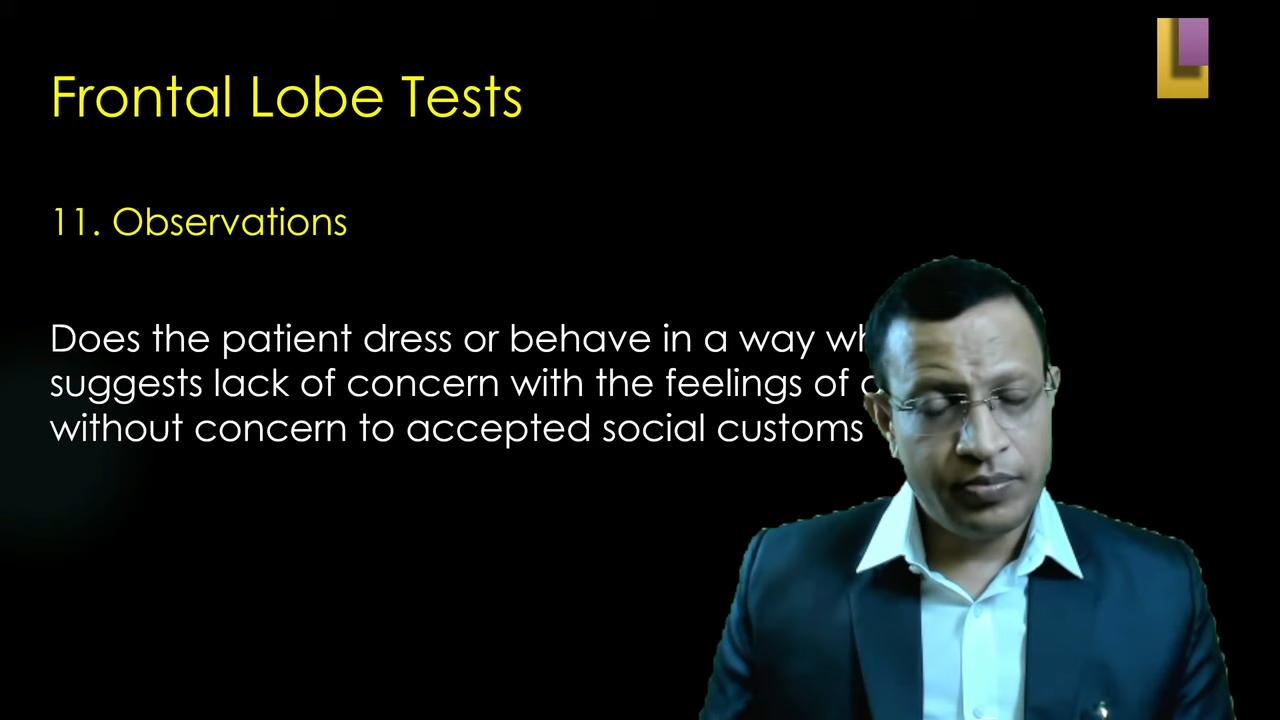 Frontal Lobe Tests
11. Observations
Does the patient dress or behave in a way
suggests lack of concern with the feelings of
without concern to accepted social customs